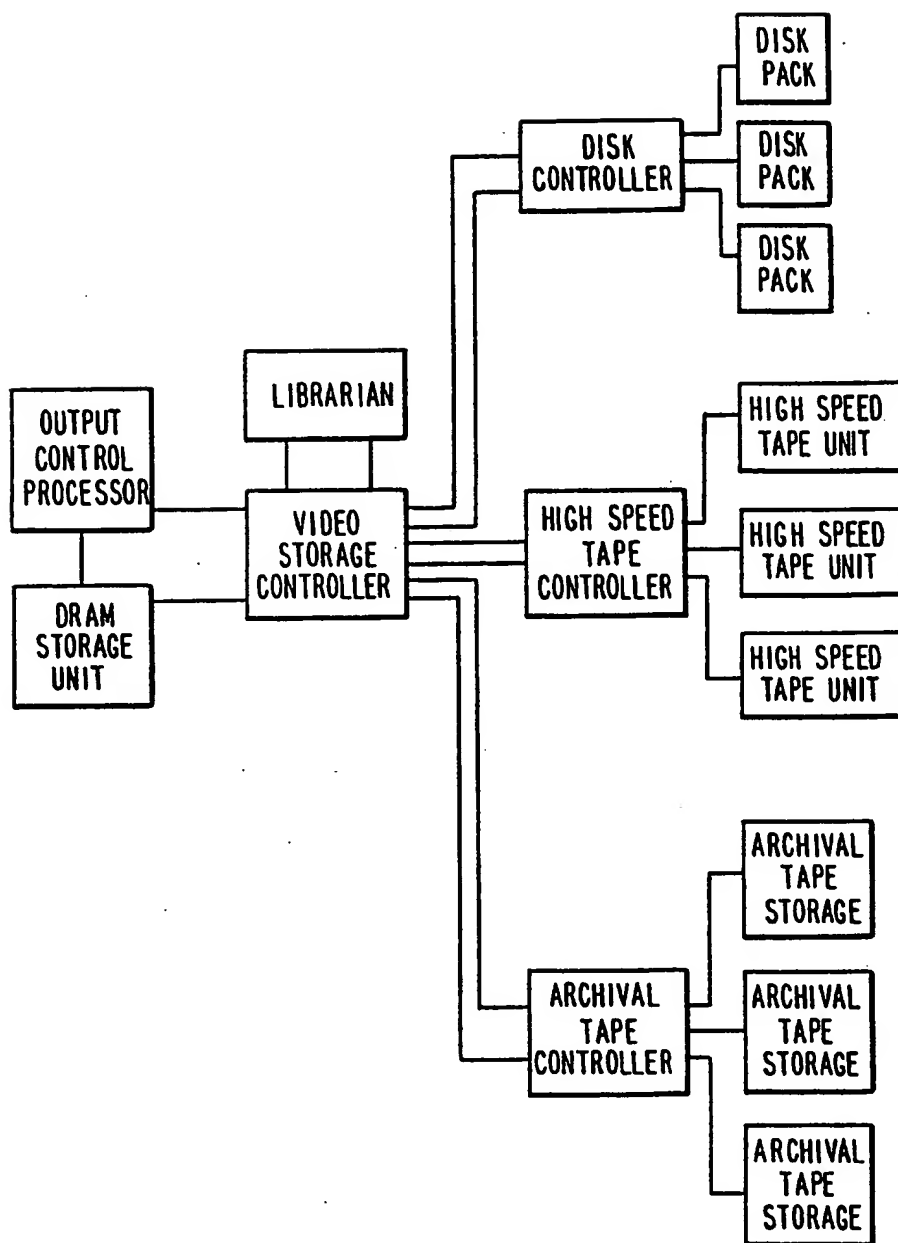 DISK
PACK
DISK
CONTROLLER
DISK
PACK
DISK
PACK
LIBRARIAN
OUTPUT
CONTROL
PROCESSOR
VIDEO
STORAGE
CONTROLLER
DRAM
STORAGE
UNIT
HIGH SPEED
TAPE UNIT
HIGH SPEED
TAPE
CONTROLLER
HIGH SPEED
TAPE UNIT
HIGH SPEED
TAPE UNIT
ARCHIVAL
TAPE
STORAGE
ARCHIVAL
TAPE
CONTROLLER
ARCHIVAL
TAPE
STORAGE
ARCHIVAL
TAPE
STORAGE